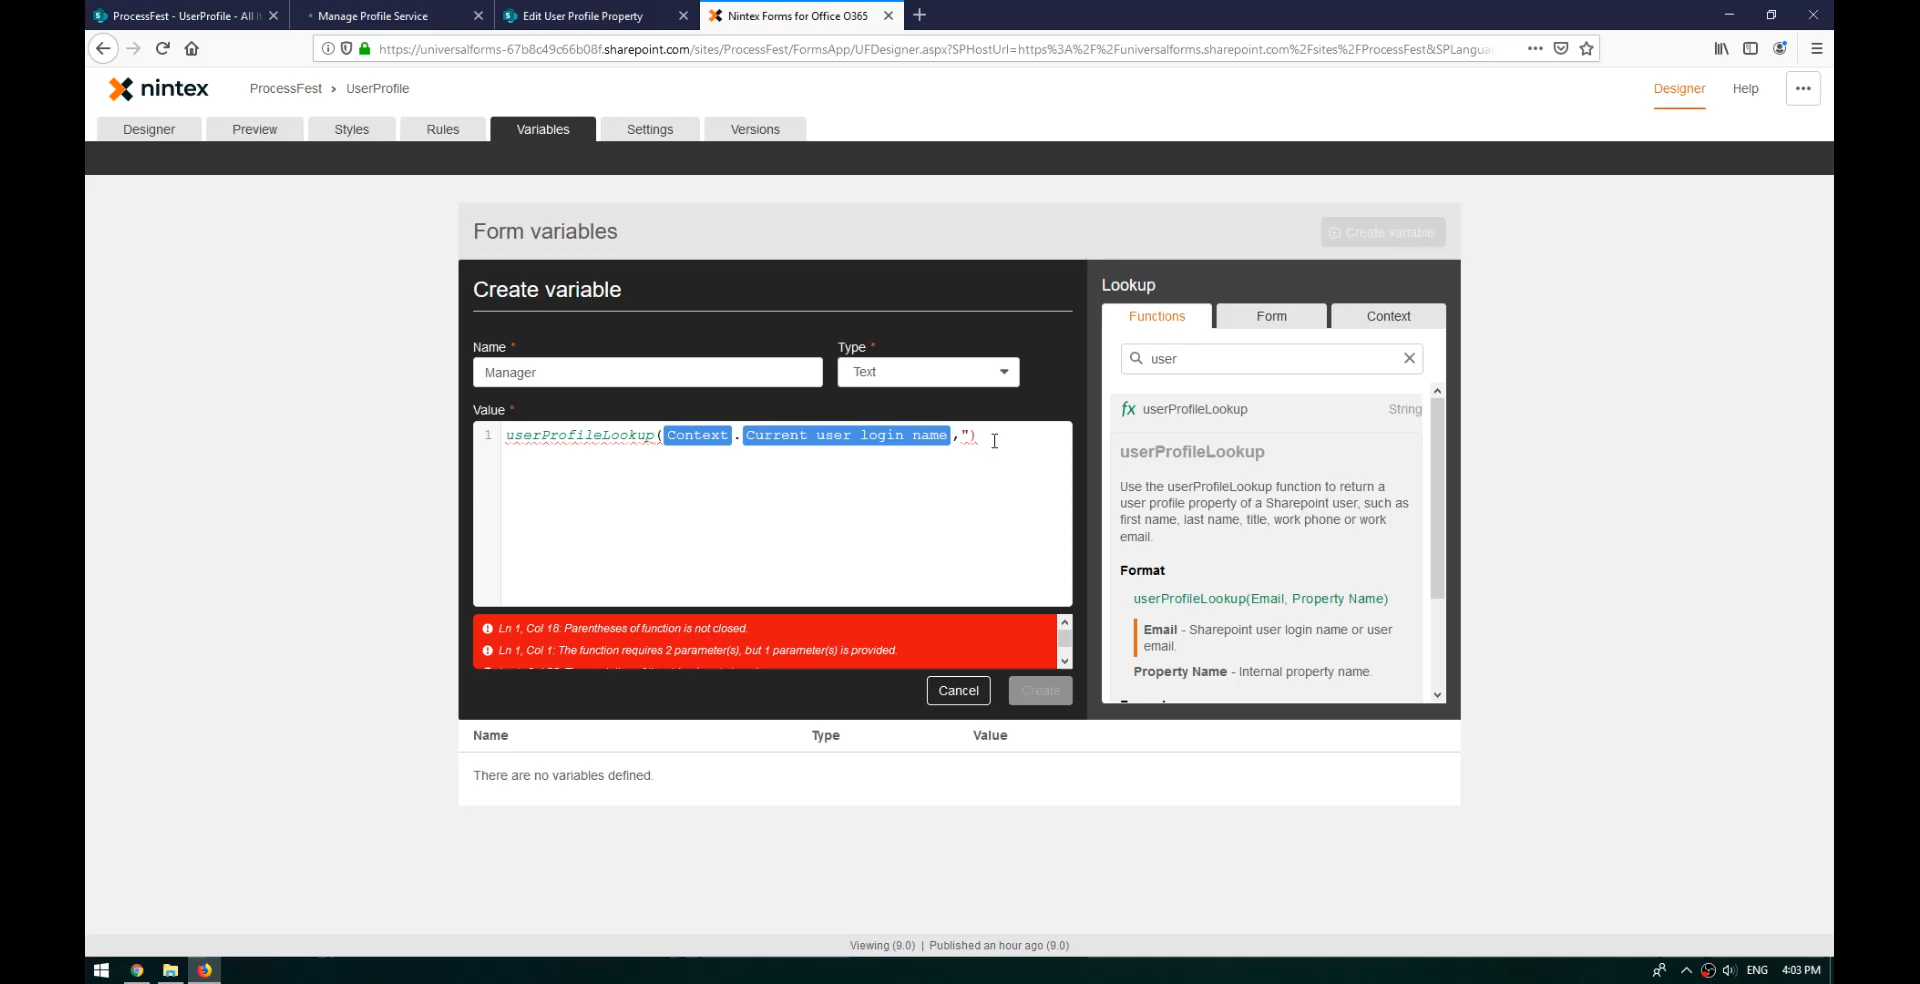 ProcessFest - UserProfile - All I
Manage Profile Service
Edit User Profile Property
Nintex Forms for Office O365
https://universalforms-67b8c49c66b08f.sharepoint.com/sites/ProcessFest/FormsApp/UFDesigner.aspx?SPHostUrl=https%3A%2F%2Funiversalforms.sharepoint.com%2Fsites%2FProcessFest&SPLangua
nintex
ProcessFest › UserProfile
Designer
Help
Designer
Preview
Styles
Rules
Variables
Settings
Versions
Form variables
Create variable
Create variable
Name *
Type *
Manager
Text
Value *
1 userProfileLookup(Context.Current user login name,")
Ln 1, Col 18: Parentheses of function is not closed.
Ln 1, Col 1: The function requires 2 parameter(s), but 1 parameter(s) is provided.
Cancel
Create
Lookup
Functions
Form
Context
user
fx userProfileLookup String
userProfileLookup
Use the userProfileLookup function to return a
user profile property of a Sharepoint user, such as
first name, last name, title, work phone or work
email.
Format
userProfileLookup(Email, Property Name)
Email - Sharepoint user login name or user
email.
Property Name - Internal property name.
Name Type Value
There are no variables defined.
Viewing (9.0) | Published an hour ago (9.0)
ENG 4:03 PM